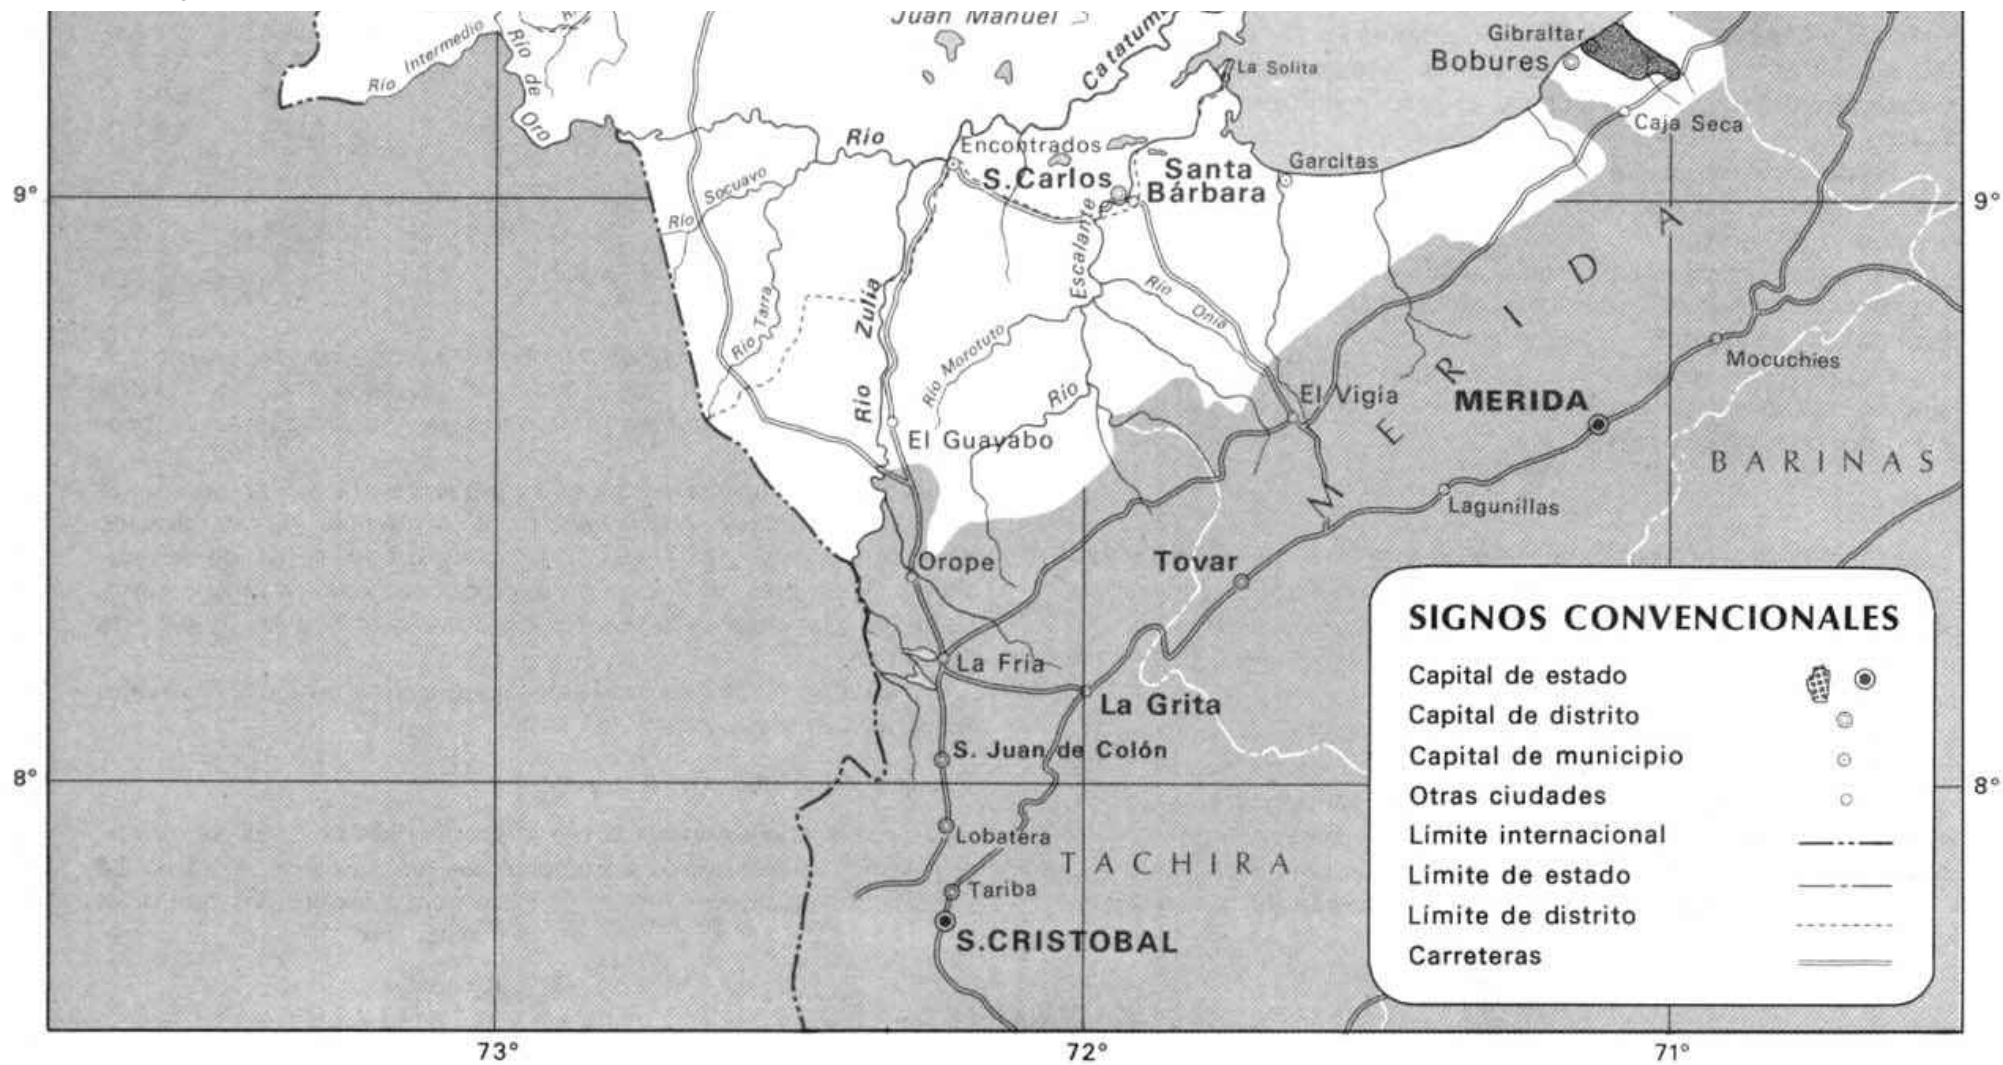 Juan Manuel
Catatum
Gibraltar
Bobures
Río Intermedio
Río de Oro
La Solita
Caja Seca
Río
Encontrados
S. Carlos
Santa
Bárbara
Garcitas
9°
9°
Río Socuavo
Río
Escalante
Río Onia
Río Tarra
Río Zulia
Río Morotuto
Río
El Guayabo
El Vigía
MERIDA
MERIDA
Mocuchies
BARINAS
Lagunillas
Orope
Tovar
La Fría
La Grita
S. Juan de Colón
8°
8°
Lobatera
TACHIRA
Tariba
S.CRISTOBAL
SIGNOS CONVENCIONALES
Capital de estado
Capital de distrito
Capital de municipio
Otras ciudades
Límite internacional
Límite de estado
Límite de distrito
Carreteras
73°
72°
71°